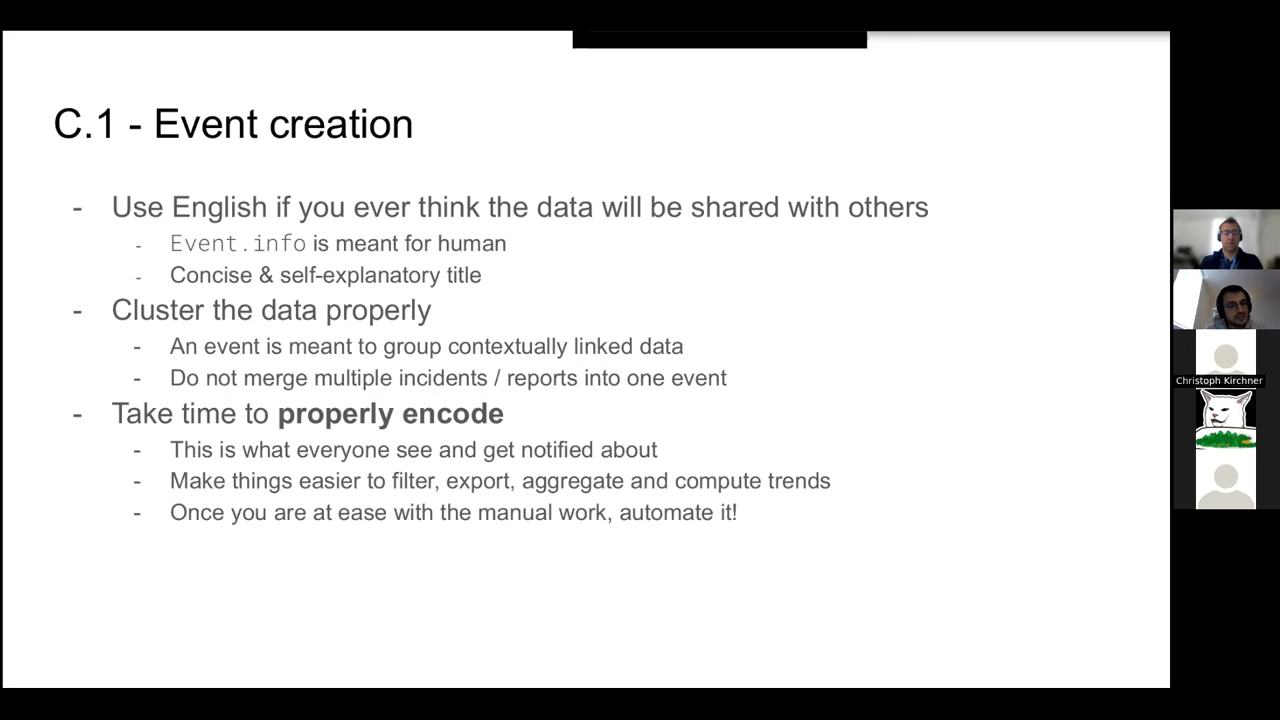 C.1 - Event creation
- Use English if you ever think the data will be shared with others
- Event.info is meant for human
- Concise & self-explanatory title
- Cluster the data properly
- An event is meant to group contextually linked data
- Do not merge multiple incidents / reports into one event
- Take time to properly encode
- This is what everyone see and get notified about
- Make things easier to filter, export, aggregate and compute trends
- Once you are at ease with the manual work, automate it!
Christoph Kirchner